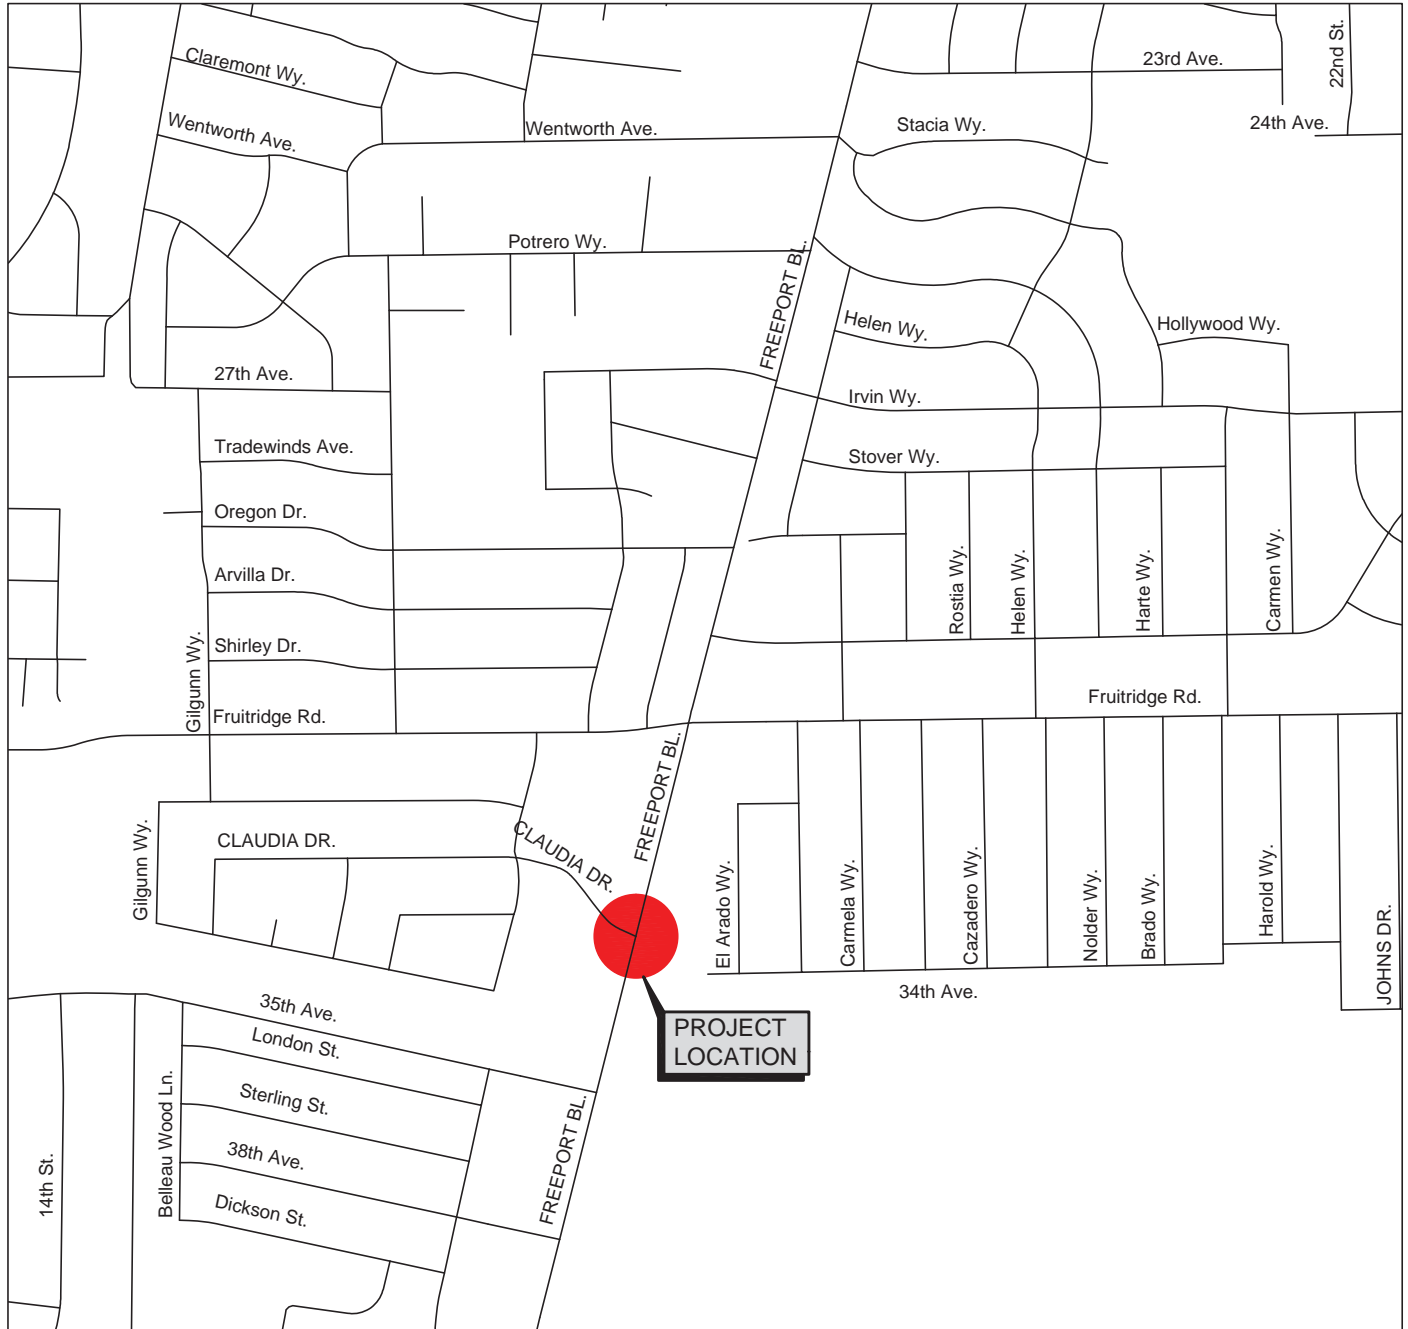 Claremont Wy.
23rd Ave.
22nd St.
Wentworth Ave.
Wentworth Ave.
Stacia Wy.
24th Ave.
Potrero Wy.
FREEPORT BL.
Helen Wy.
Hollywood Wy.
27th Ave.
Irvin Wy.
Tradewinds Ave.
Stover Wy.
Oregon Dr.
Arvilla Dr.
Rostia Wy.
Helen Wy.
Harte Wy.
Carmen Wy.
Shirley Dr.
Gilgunn Wy.
Fruitridge Rd.
Fruitridge Rd.
FREEPORT BL.
Gilgunn Wy.
CLAUDIA DR.
CLAUDIA DR.
El Arado Wy.
Carmela Wy.
Cazadero Wy.
Nolder Wy.
Brado Wy.
Harold Wy.
JOHNS DR.
34th Ave.
35th Ave.
PROJECT
LOCATION
London St.
Sterling St.
Belleau Wood Ln.
38th Ave.
14th St.
Dickson St.
FREEPORT BL.